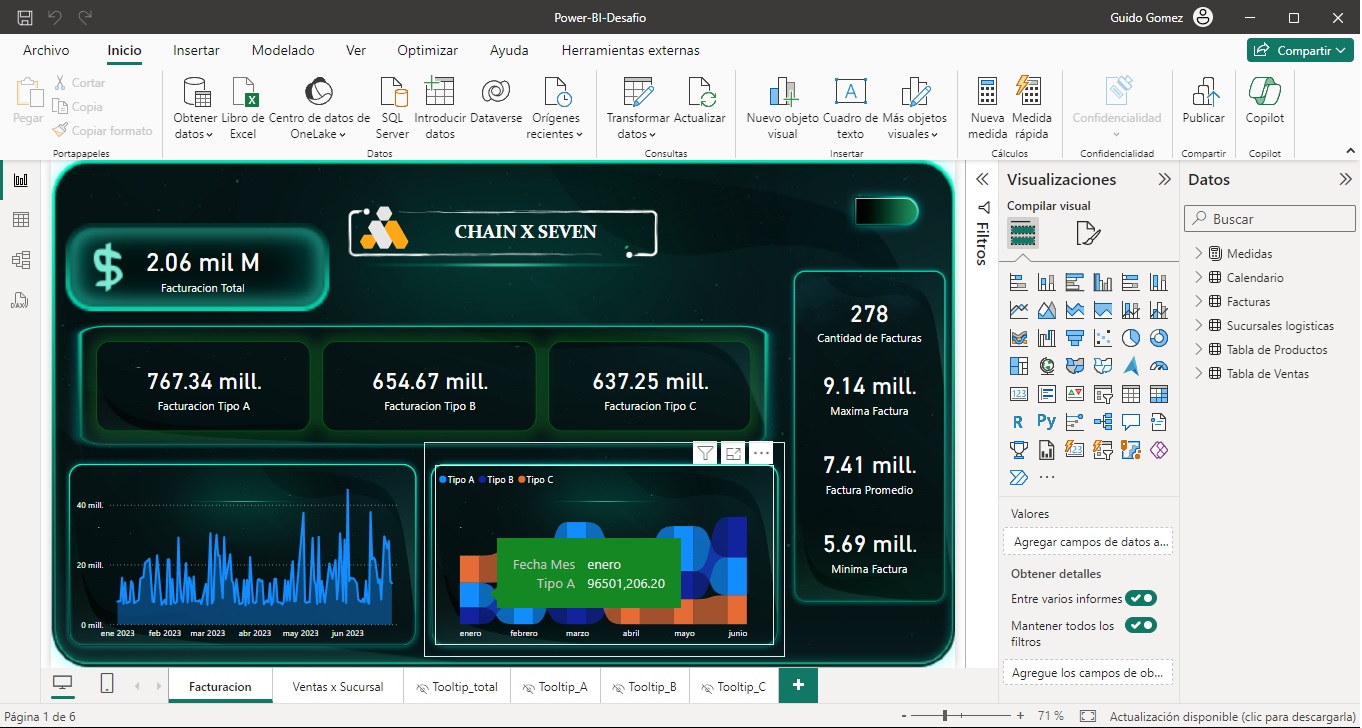 Power-BI-Desafio
Guido Gomez
Archivo
Inicio
Insertar
Modelado
Ver
Optimizar
Ayuda
Herramientas externas
Compartir
Pegar
Cortar
Copia
Copiar formato
Portapapeles
Obtener datos
Libro de Excel
Centro de datos de OneLake
SQL Server
Introducir datos
Dataverse
Orígenes recientes
Datos
Transformar datos
Actualizar
Consultas
Nuevo objeto visual
Cuadro de texto
Más objetos visuales
Insertar
Nueva medida
Medida rápida
Cálculos
Confidencialidad
Confidencialidad
Publicar
Compartir
Copilot
Copilot
DAX
CHAIN X SEVEN
$
2.06 mil M
Facturacion Total
767.34 mill.
Facturacion Tipo A
654.67 mill.
Facturacion Tipo B
637.25 mill.
Facturacion Tipo C
278
Cantidad de Facturas
9.14 mill.
Maxima Factura
7.41 mill.
Factura Promedio
5.69 mill.
Minima Factura
40 mill.
20 mill.
0 mill.
ene 2023 feb 2023 mar 2023 abr 2023 may 2023 jun 2023
Tipo A Tipo B Tipo C
Fecha Mes enero
Tipo A 96501,206.20
enero febrero marzo abril mayo junio
Filtros
Visualizaciones
Compilar visual
123
R Py
123
Valores
Agregar campos de datos a...
Obtener detalles
Entre varios informes
Mantener todos los
filtros
Agregue los campos de ob...
Datos
Buscar
Medidas
Calendario
Facturas
Sucursales logisticas
Tabla de Productos
Tabla de Ventas
Facturacion
Ventas x Sucursal
Tooltip_total
Tooltip_A
Tooltip_B
Tooltip_C
Página 1 de 6
- + 71 %
Actualización disponible (clic para descargarla)